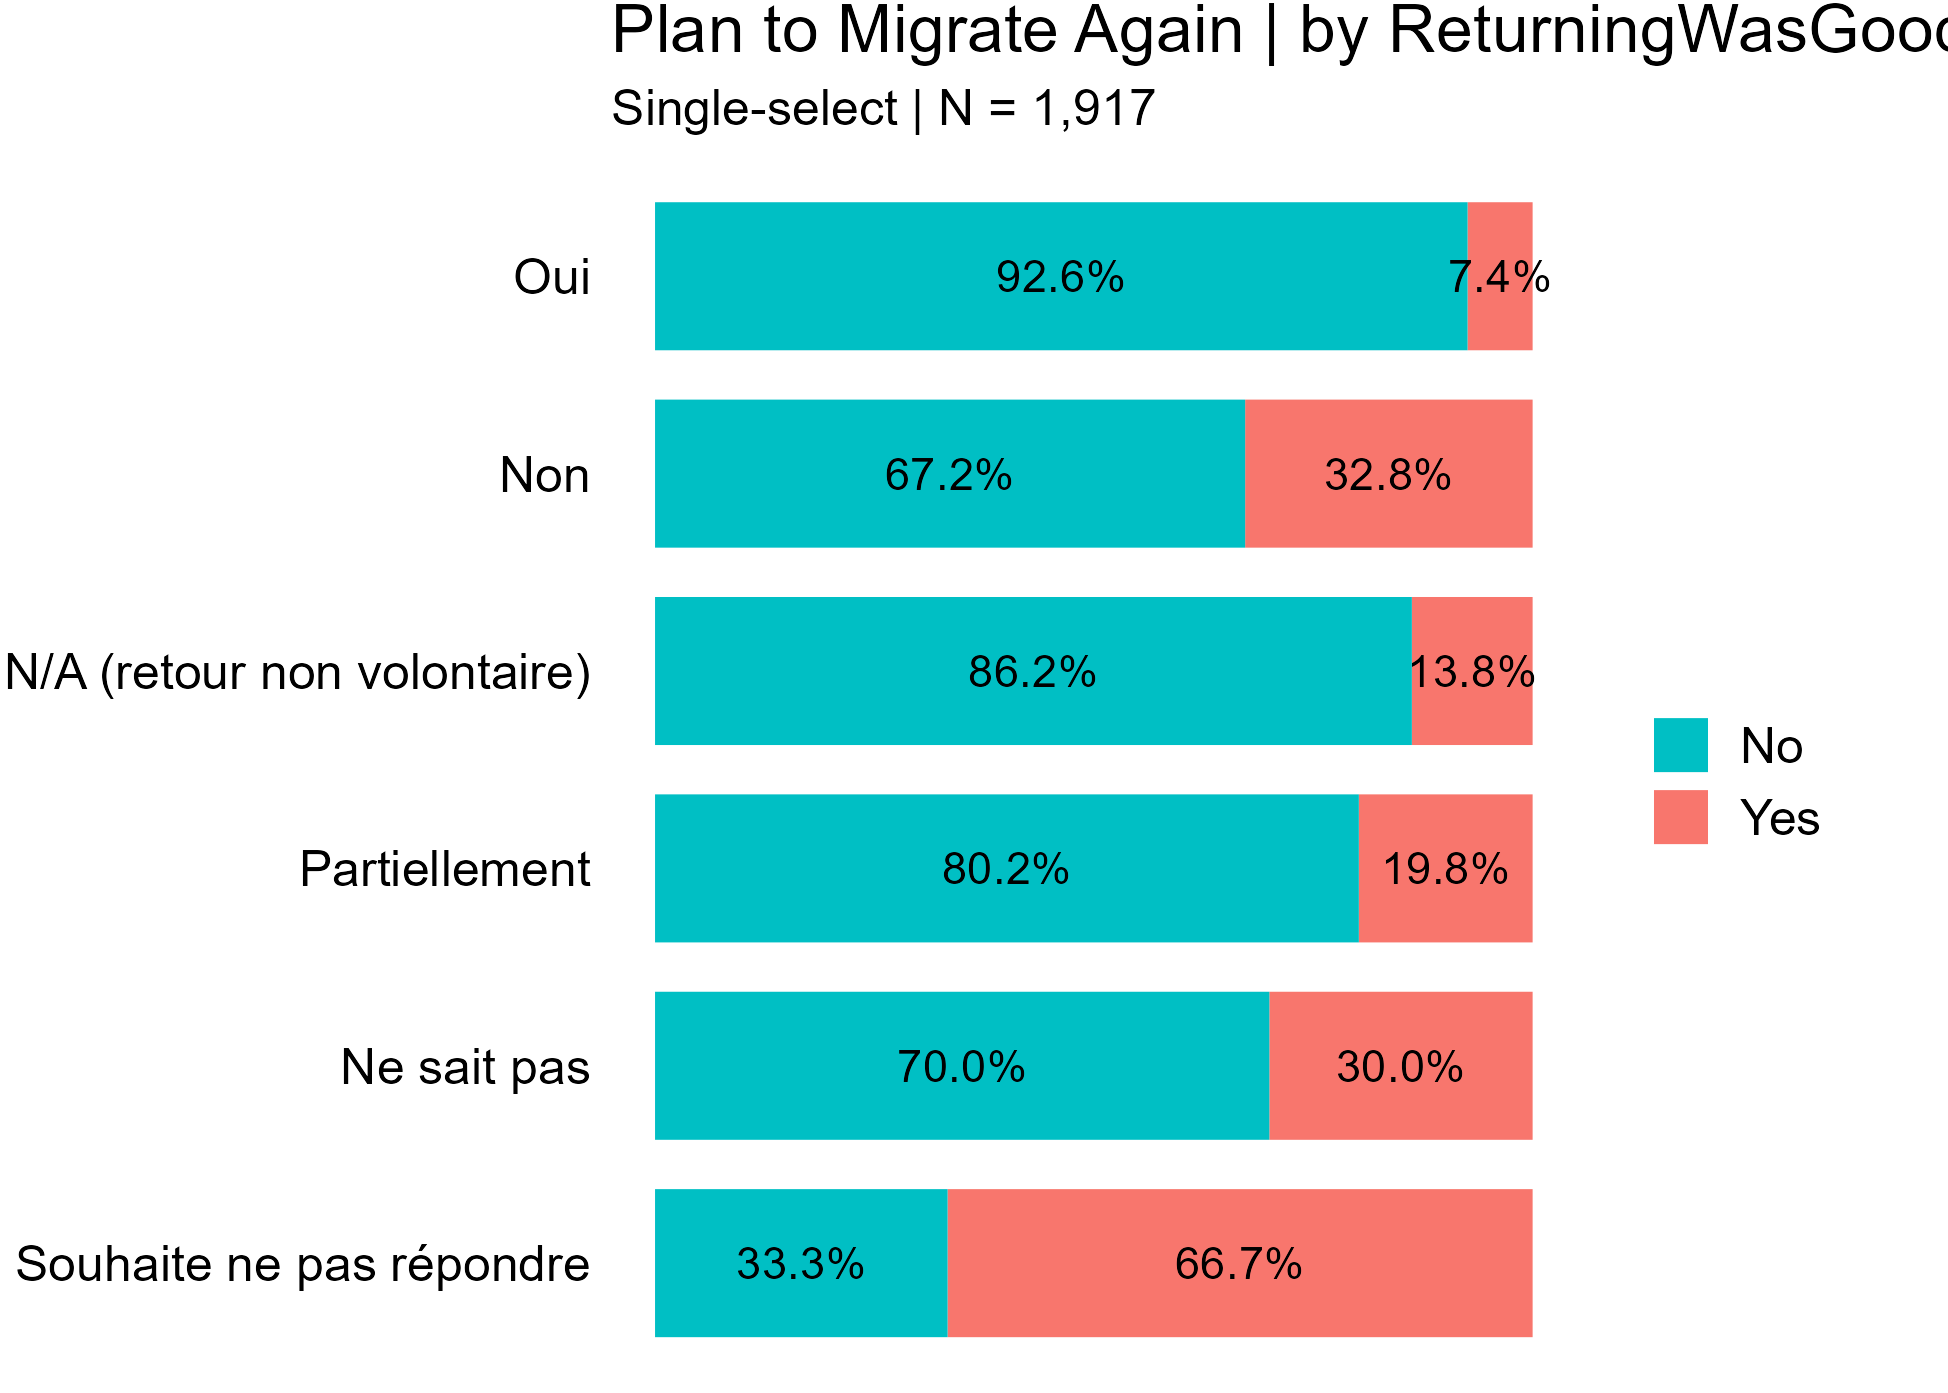 Plan to Migrate Again | by ReturningWasGood
Single-select | N = 1,917
Oui
92.6%
7.4%
Non
67.2%
32.8%
N/A (retour non volontaire)
86.2%
13.8%
No
Yes
Partiellement
80.2%
19.8%
Ne sait pas
70.0%
30.0%
Souhaite ne pas répondre
33.3%
66.7%